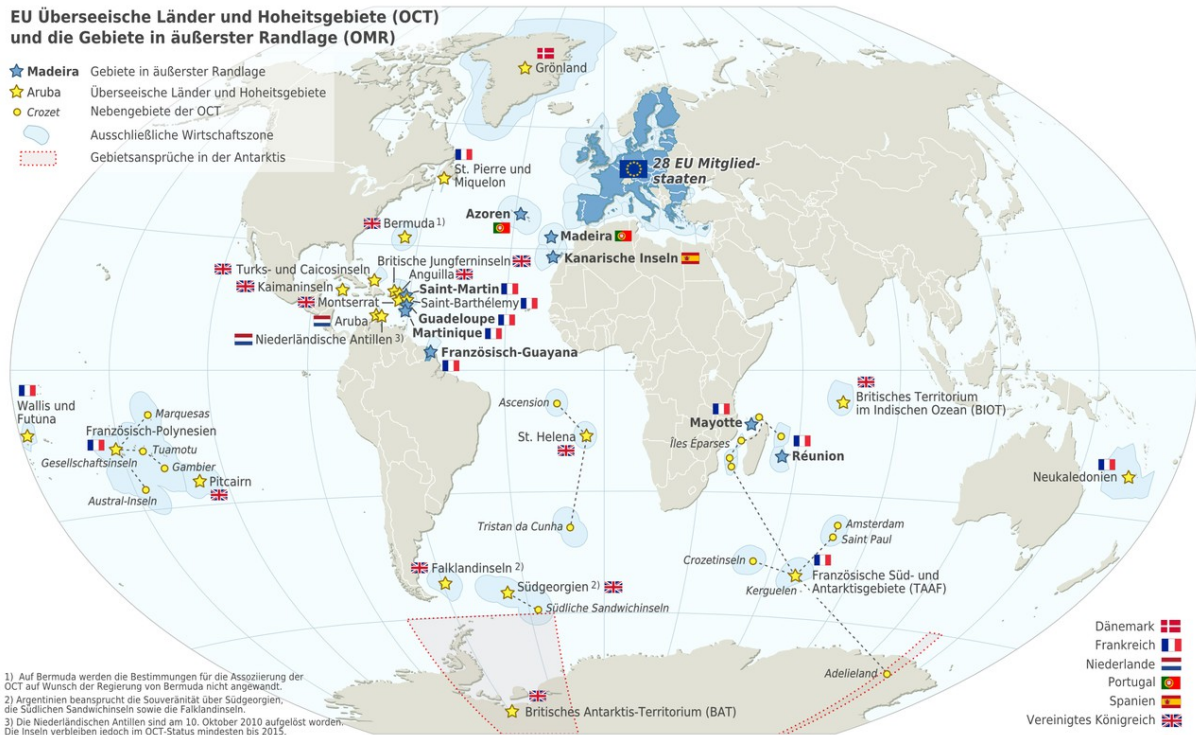 EU Überseeische Länder und Hoheitsgebiete (OCT)
und die Gebiete in äußerster Randlage (OMR)
Madeira Gebiete in äußerster Randlage
Aruba Überseeische Länder und Hoheitsgebiete
Crozet Nebengebiete der OCT
Ausschließliche Wirtschaftszone
Gebietsansprüche in der Antarktis
Grönland
28 EU Mitglied-
staaten
St. Pierre und
Miquelon
Azoren
Bermuda 1)
Madeira
Britische Jungferninseln
Kanarische Inseln
Turks- und Caicosinseln
Anguilla
Kaimaninseln
Saint-Martin
Montserrat
Saint-Barthélemy
Aruba
Guadeloupe
Martinique
Niederländische Antillen 3)
Französisch-Guayana
Wallis und
Futuna
Marquesas
Französisch-Polynesien
Tuamotu
Gesellschaftsinseln
Gambier
Pitcairn
Austral-Inseln
Ascension
St. Helena
Tristan da Cunha
Britisches Territorium
im Indischen Ozean (BIOT)
Mayotte
Îles Éparses
Réunion
Neukaledonien
Amsterdam
Saint Paul
Crozetinseln
Französische Süd- und
Antarktisgebiete (TAAF)
Kerguelen
Falklandinseln 2)
Südgeorgien 2)
Südliche Sandwichinseln
Adelieland
Britisches Antarktis-Territorium (BAT)
Dänemark
Frankreich
Niederlande
Portugal
Spanien
Vereinigtes Königreich
1) Auf Bermuda werden die Bestimmungen für die Assoziierung der
OCT auf Wunsch der Regierung von Bermuda nicht angewandt.
2) Argentinien beansprucht die Souveränität über Südgeorgien,
die Südlichen Sandwichinseln sowie die Falklandinseln.
3) Die Niederländischen Antillen sind am 10. Oktober 2010 aufgelöst worden.
Die Inseln verbleiben jedoch im OCT-Status mindesten bis 2015.